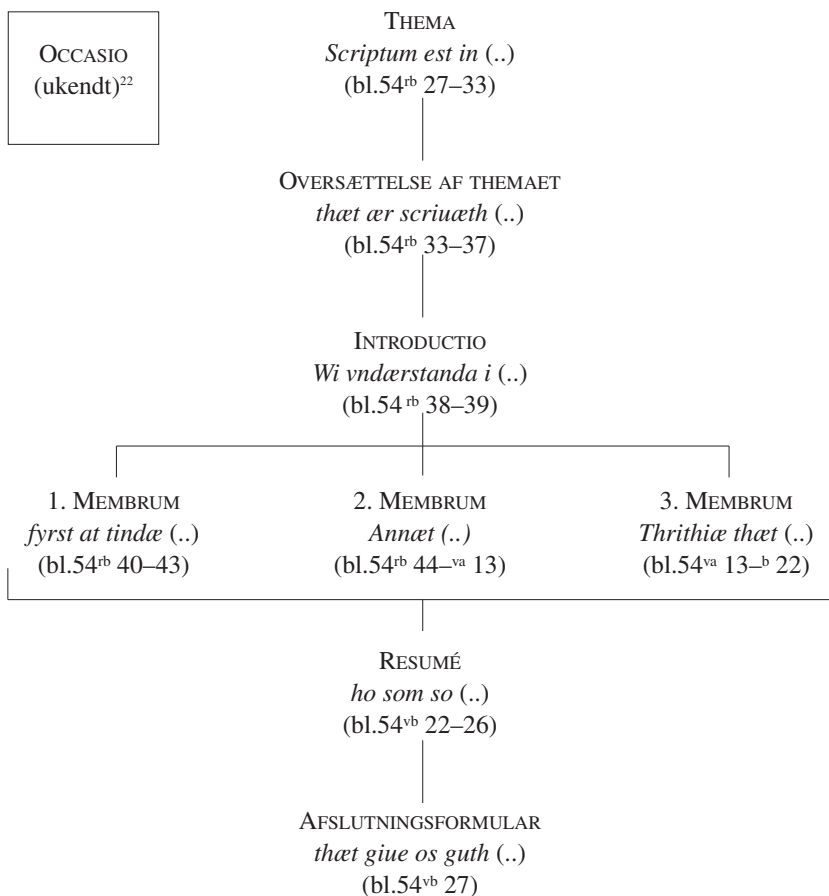 OCCASIO
(ukendt)²²
THEMA
Scriptum est in (..)
(bl.54ʳᵇ 27–33)
OVERSÆTTELSE AF THEMAET
thæt ær scriuæth (..)
(bl.54ʳᵇ 33–37)
INTRODUCTIO
Wi vndærstanda i (..)
(bl.54 ʳᵇ 38–39)
1. MEMBRUM
fyrst at tindæ (..)
(bl.54ʳᵇ 40–43)
2. MEMBRUM
Annæt (..)
(bl.54ʳᵇ 44–ᵛᵃ 13)
3. MEMBRUM
Thrithiæ thæt (..)
(bl.54ᵛᵃ 13–ᵇ 22)
RESUMÉ
ho som so (..)
(bl.54ᵛᵇ 22–26)
AFSLUTNINGSFORMULAR
thæt giue os guth (..)
(bl.54ᵛᵇ 27)